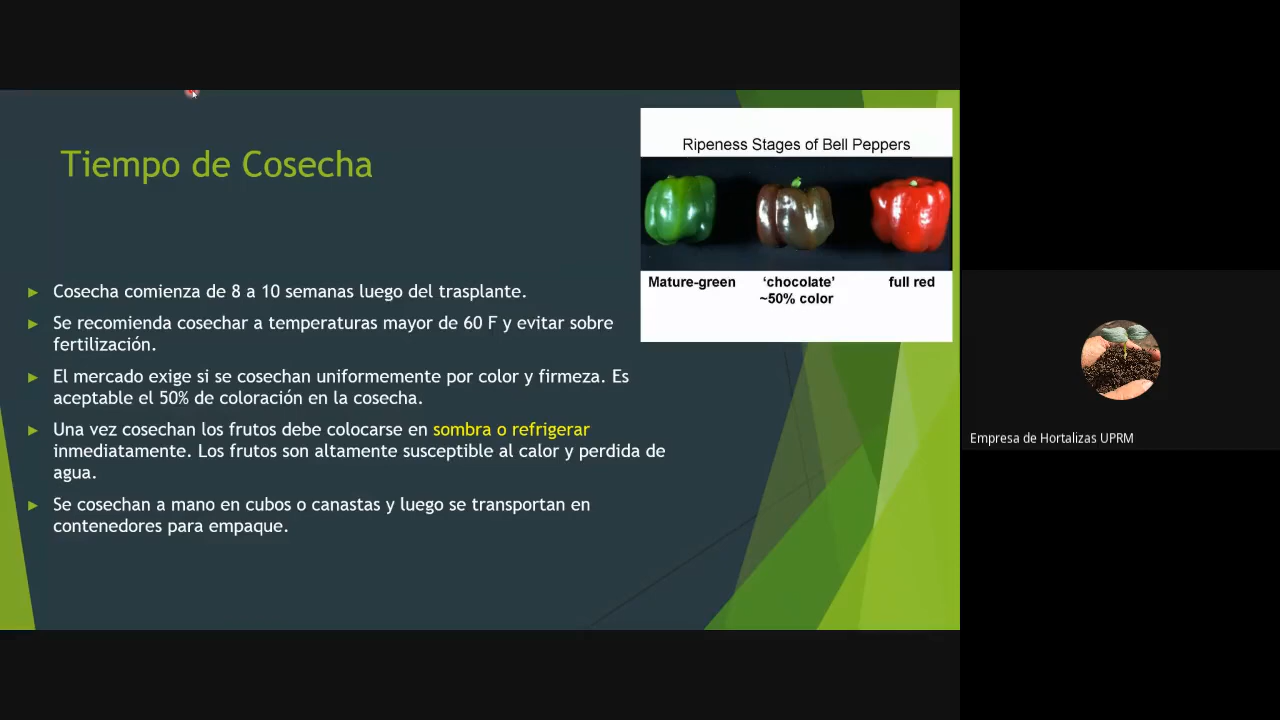 Tiempo de Cosecha
Ripeness Stages of Bell Peppers
Mature-green
‘chocolate’
~50% color
full red
Cosecha comienza de 8 a 10 semanas luego del trasplante.
Se recomienda cosechar a temperaturas mayor de 60 F y evitar sobre
fertilización.
El mercado exige si se cosechan uniformemente por color y firmeza. Es
aceptable el 50% de coloración en la cosecha.
Una vez cosechan los frutos debe colocarse en sombra o refrigerar
inmediatamente. Los frutos son altamente susceptible al calor y perdida de
agua.
Se cosechan a mano en cubos o canastas y luego se transportan en
contenedores para empaque.
Empresa de Hortalizas UPRM